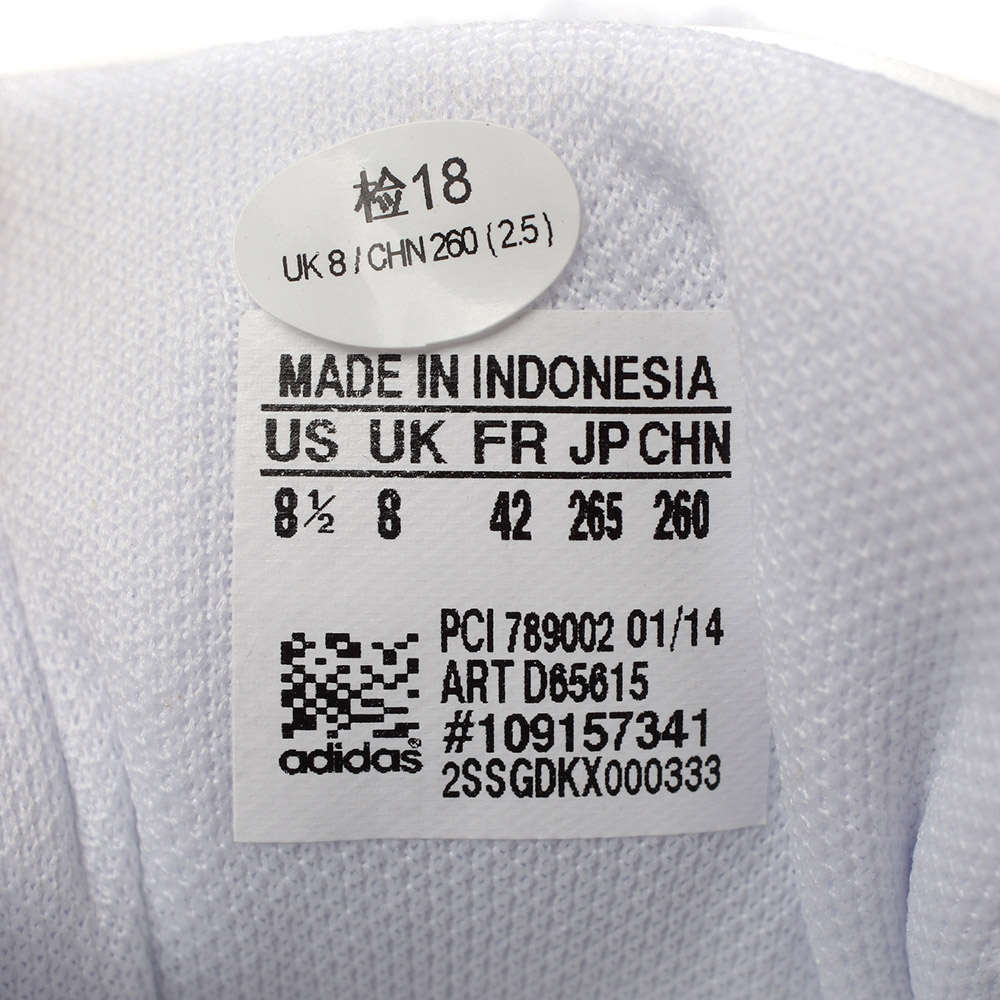 检18
UK 8 / CHN 260 (2.5)
MADE IN INDONESIA
US UK FR JP CHN
8½ 8 42 265 260
PCI 789002 01/14
ART D65615
#109157341
2SSGDKX000333
adidas®